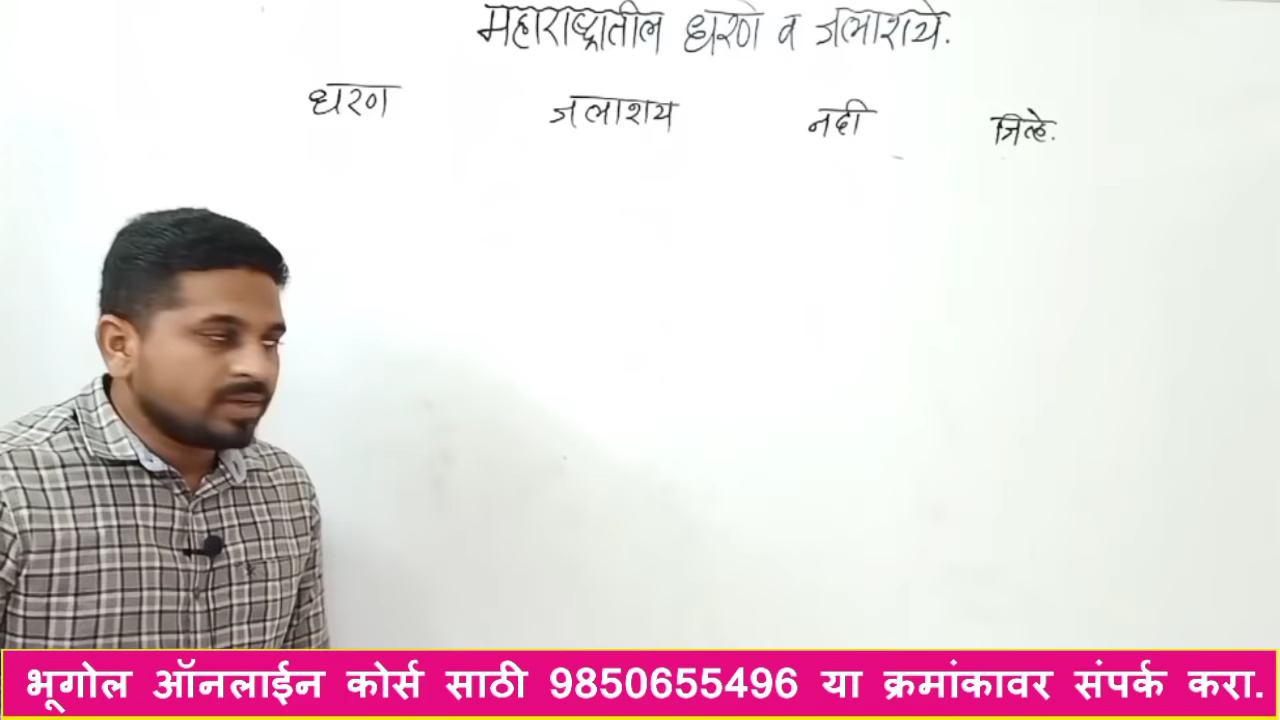 महाराष्ट्रातील धरणे व जलाशये.
धरण जलाशय नदी जिल्हे.
भूगोल ऑनलाईन कोर्स साठी 9850655496 या क्रमांकावर संपर्क करा.